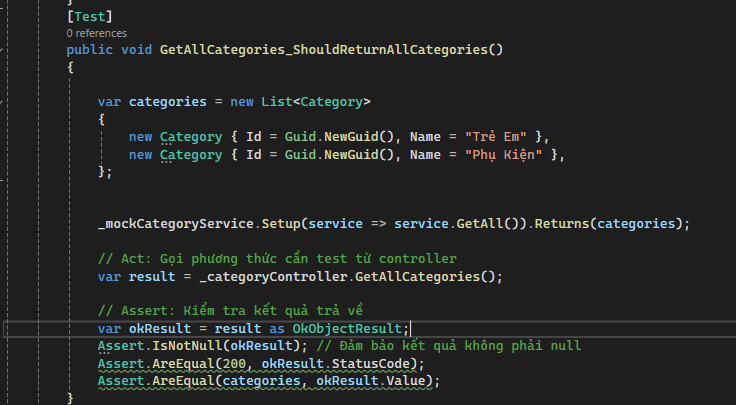 }
[Test]
0 references
public void GetAllCategories_ShouldReturnAllCategories()
{
var categories = new List<Category>
{
new Category { Id = Guid.NewGuid(), Name = "Trẻ Em" },
new Category { Id = Guid.NewGuid(), Name = "Phụ Kiện" },
};
_mockCategoryService.Setup(service => service.GetAll()).Returns(categories);
// Act: Gọi phương thức cần test từ controller
var result = _categoryController.GetAllCategories();
// Assert: Kiểm tra kết quả trả về
var okResult = result as OkObjectResult;
Assert.IsNotNull(okResult); // Đảm bảo kết quả không phải null
Assert.AreEqual(200, okResult.StatusCode);
Assert.AreEqual(categories, okResult.Value);
}